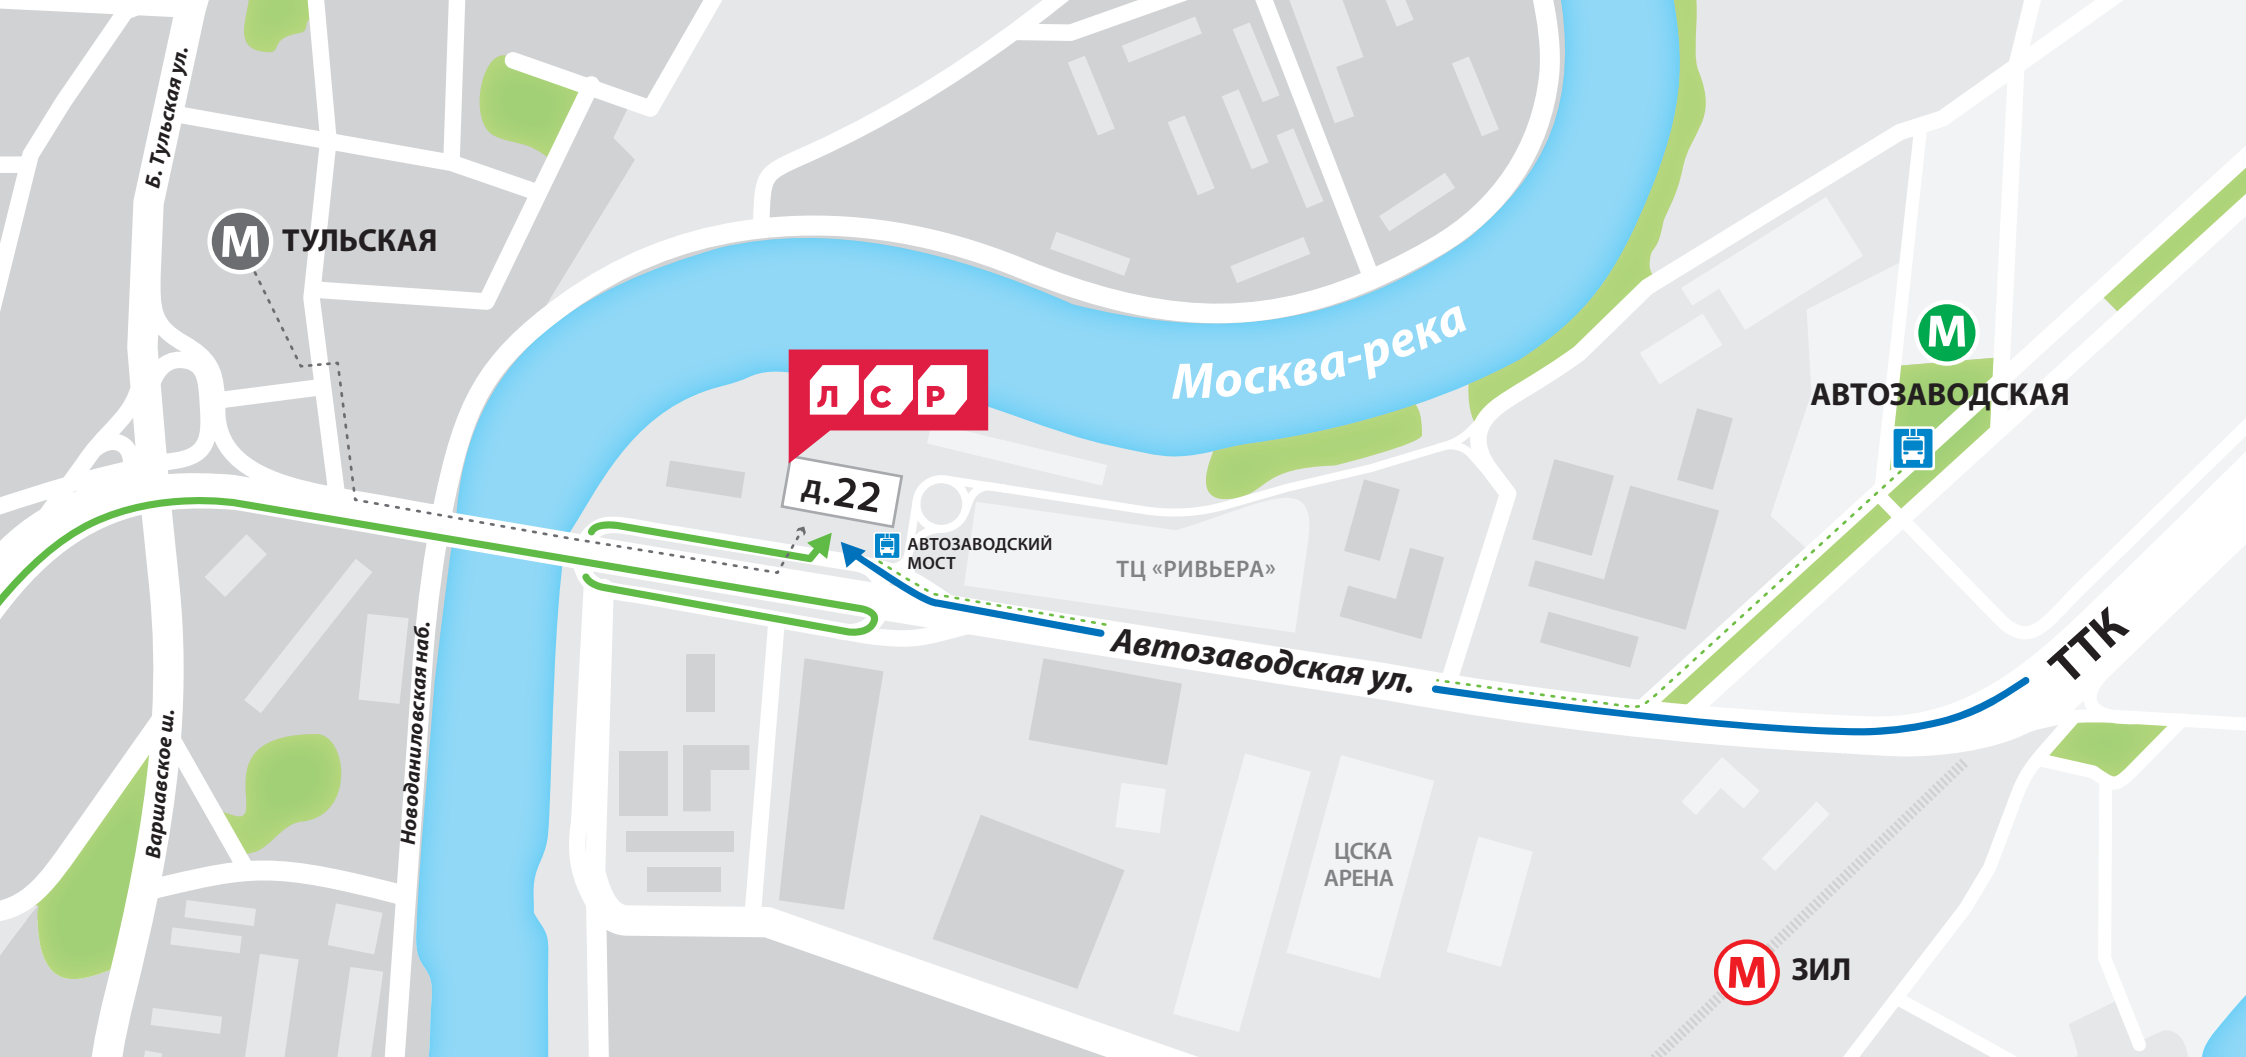 Б. Тульская ул.
М
ТУЛЬСКАЯ
Москва-река
М
АВТОЗАВОДСКАЯ
ЛСР
д.22
АВТОЗАВОДСКИЙ
МОСТ
ТЦ «РИВЬЕРА»
Автозаводская ул.
ТТК
Новоданиловская наб.
Варшавское ш.
ЦСКА
АРЕНА
М
ЗИЛ